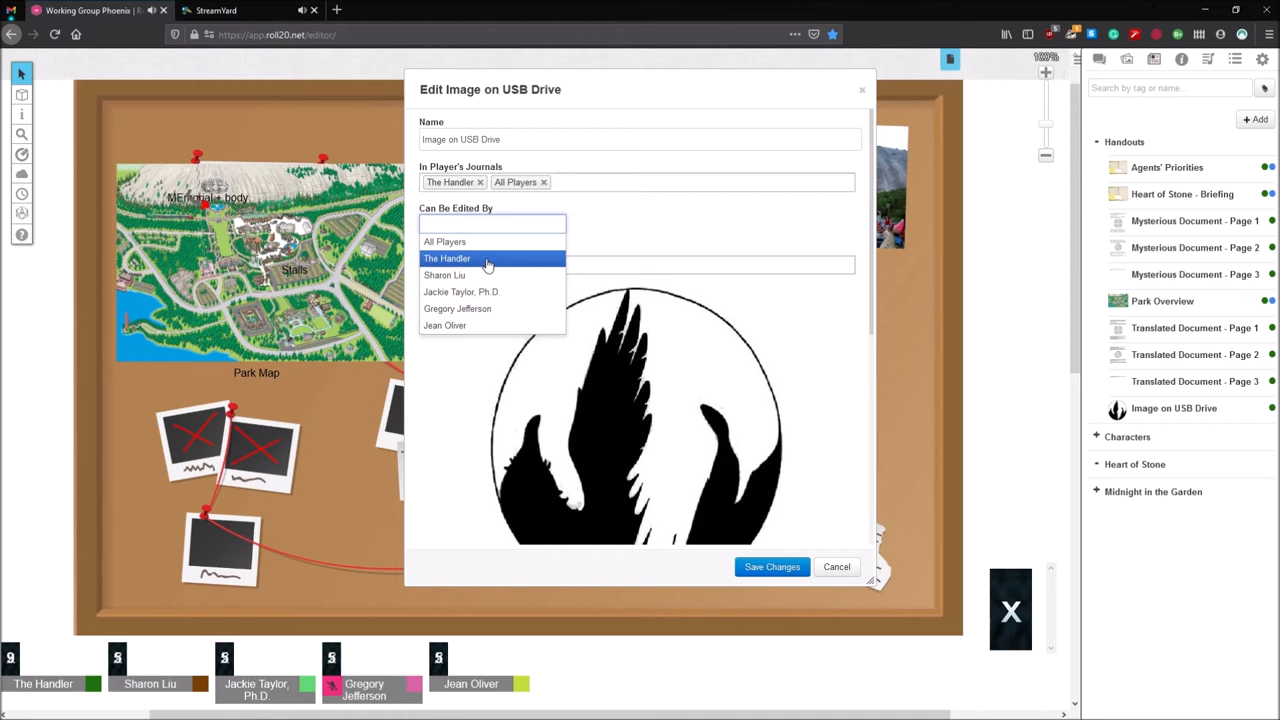 Working Group Phoenix | R
StreamYard
https://app.roll20.net/editor/
100%
Edit Image on USB Drive
Name
Image on USB Drive
In Player's Journals
The Handler
All Players
Can Be Edited By
All Players
The Handler
Sharon Liu
Jackie Taylor, Ph.D.
Gregory Jefferson
Jean Oliver
Save Changes
Cancel
Stalls
Park Map
X
The Handler
Sharon Liu
Jackie Taylor,
Ph.D.
Gregory
Jefferson
Jean Oliver
Search by tag or name...
+ Add
Handouts
Agents' Priorities
Heart of Stone - Briefing
Mysterious Document - Page 1
Mysterious Document - Page 2
Mysterious Document - Page 3
Park Overview
Translated Document - Page 1
Translated Document - Page 2
Translated Document - Page 3
Image on USB Drive
Characters
Heart of Stone
Midnight in the Garden